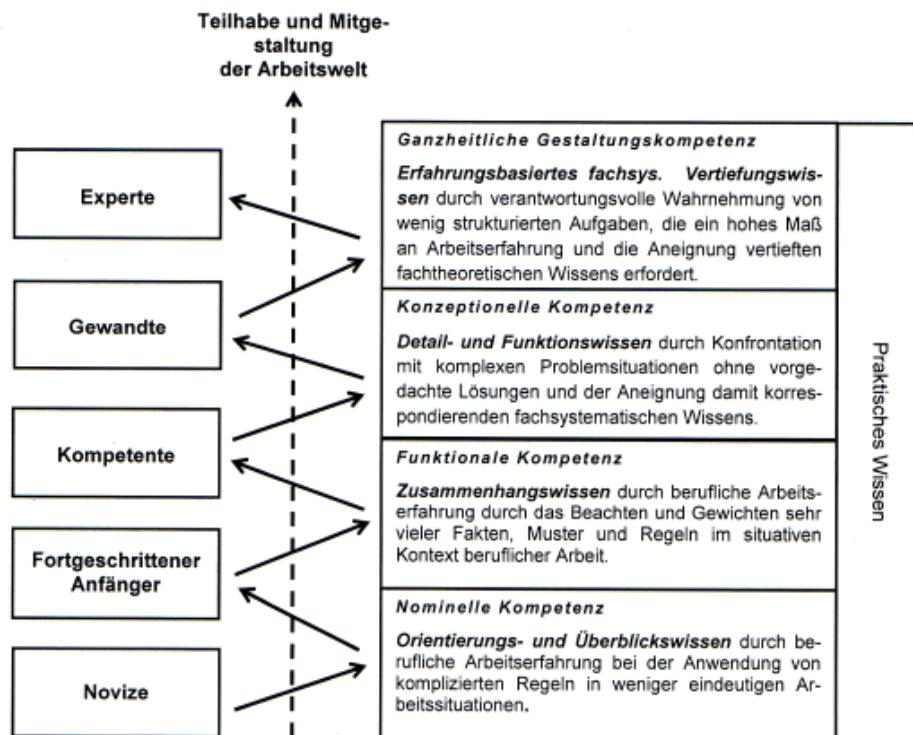 Teilhabe und Mitge-
staltung
der Arbeitswelt
Experte
Gewandte
Kompetente
Fortgeschrittener
Anfänger
Novize
Ganzheitliche Gestaltungskompetenz
Erfahrungsbasiertes fachsys. Vertiefungswis-
sen durch verantwortungsvolle Wahrnehmung von
wenig strukturierten Aufgaben, die ein hohes Maß
an Arbeitserfahrung und die Aneignung vertieften
fachtheoretischen Wissens erfordert.
Konzeptionelle Kompetenz
Detail- und Funktionswissen durch Konfrontation
mit komplexen Problemsituationen ohne vorge-
dachte Lösungen und der Aneignung damit korres-
pondierenden fachsystematischen Wissens.
Funktionale Kompetenz
Zusammenhangswissen durch berufliche Arbeits-
erfahrung durch das Beachten und Gewichten sehr
vieler Fakten, Muster und Regeln im situativen
Kontext beruflicher Arbeit.
Nominelle Kompetenz
Orientierungs- und Überblickswissen durch be-
rufliche Arbeitserfahrung bei der Anwendung von
komplizierten Regeln in weniger eindeutigen Ar-
beitssituationen.
Praktisches Wissen